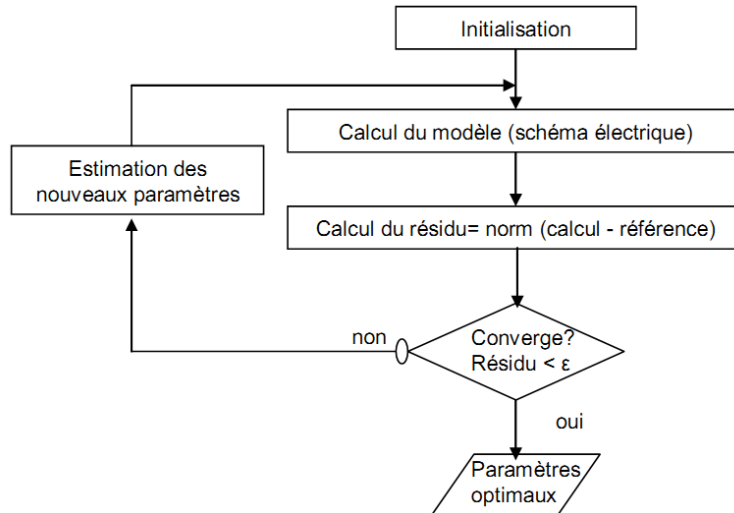 Initialisation
Calcul du modèle (schéma électrique)
Estimation des
nouveaux paramètres
Calcul du résidu= norm (calcul - référence)
non
Converge?
Résidu < ε
oui
Paramètres
optimaux